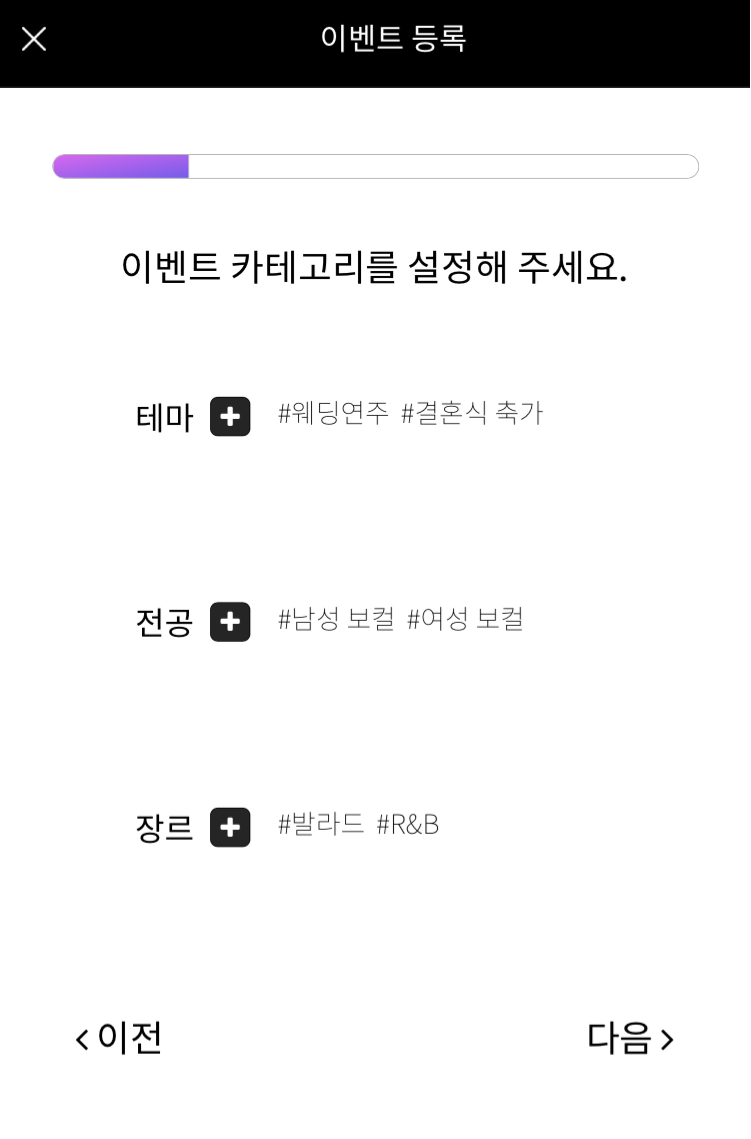 이벤트 등록
이벤트 카테고리를 설정해 주세요.
테마 #웨딩연주 #결혼식 축가
전공 #남성 보컬 #여성 보컬
장르 #발라드 #R&B
이전 다음